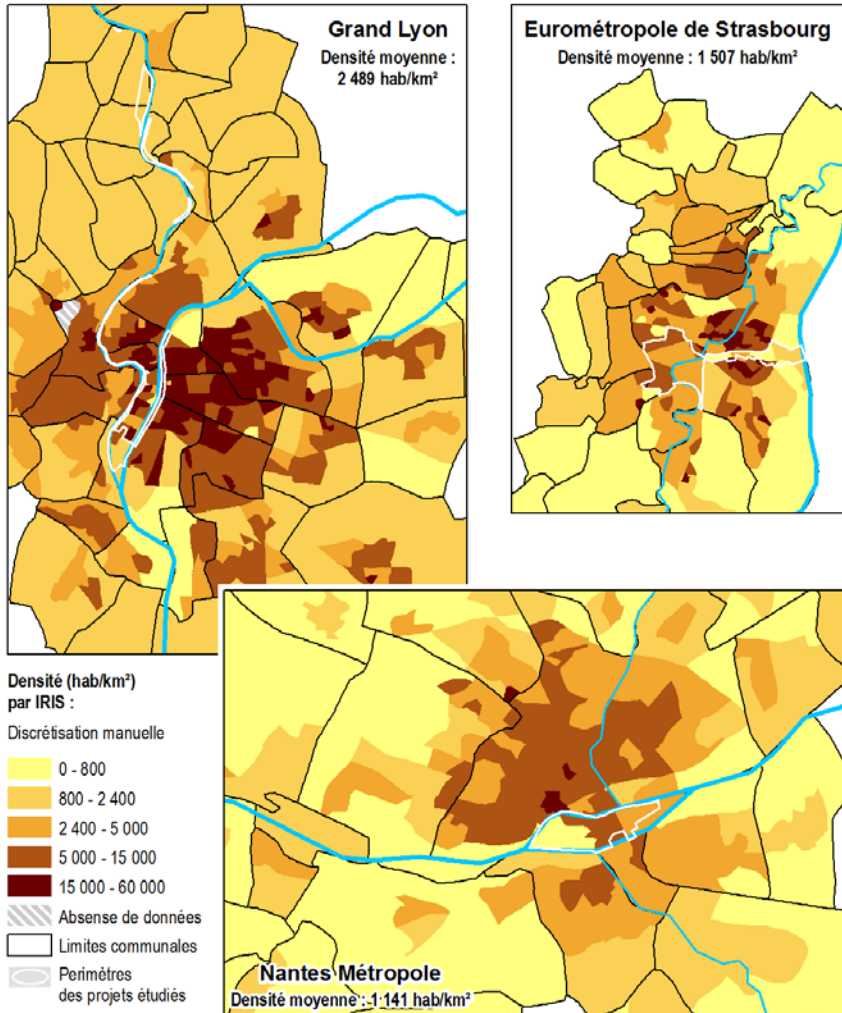 Grand Lyon
Densité moyenne :
2 489 hab/km²
Eurométropole de Strasbourg
Densité moyenne : 1 507 hab/km²
Densité (hab/km²)
par IRIS :
Discrétisation manuelle
0 - 800
800 - 2 400
2 400 - 5 000
5 000 - 15 000
15 000 - 60 000
Absense de données
Limites communales
Perimètres
des projets étudiés
Nantes Métropole
Densité moyenne : 1 141 hab/km²